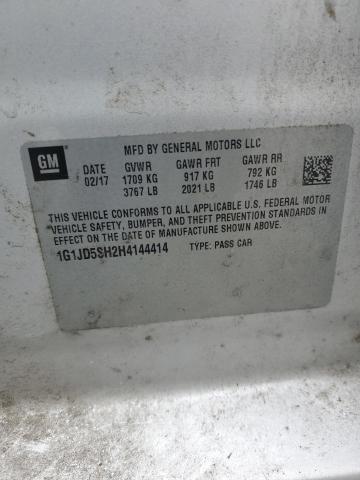 MFD BY GENERAL MOTORS LLC
GM
DATE GVWR GAWR FRT GAWR RR
02/17 1709 KG 917 KG 792 KG
3767 LB 2021 LB 1746 LB
THIS VEHICLE CONFORMS TO ALL APPLICABLE U.S. FEDERAL MOTOR
VEHICLE SAFETY, BUMPER, AND THEFT PREVENTION STANDARDS IN
EFFECT ON THE DATE OF MANUFACTURE SHOWN ABOVE.
1G1JD5SH2H4144414 TYPE: PASS CAR